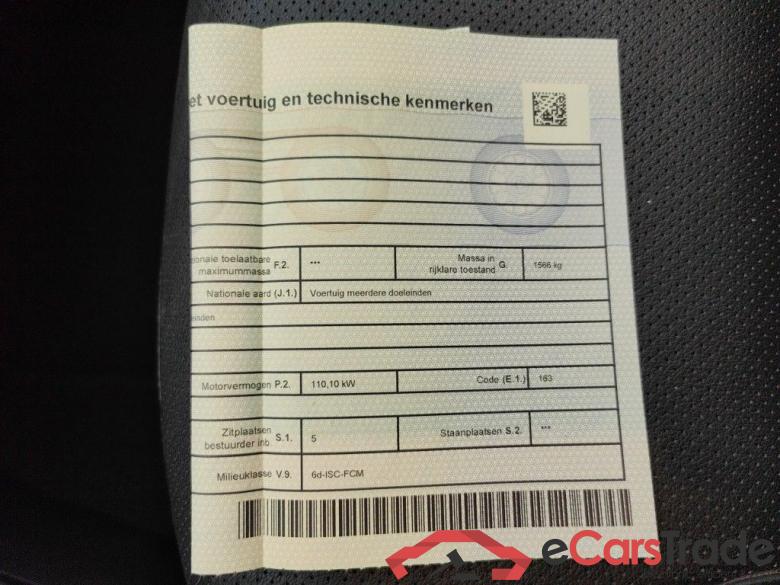 et voertuig en technische kenmerken
onale toelaatbare maximummassa F.2. *** Massa in rijklare toestand G. 1566 kg
Nationale aard (J.1.) Voertuig meerdere doeleinden
einden
Motorvermogen P.2. 110,10 kW Code (E.1.) 163
Zitplaatsen bestuurder inb S.1. 5 Staanplaatsen S.2. ***
Milieuklasse V.9. 6d-ISC-FCM
eCarsTrade